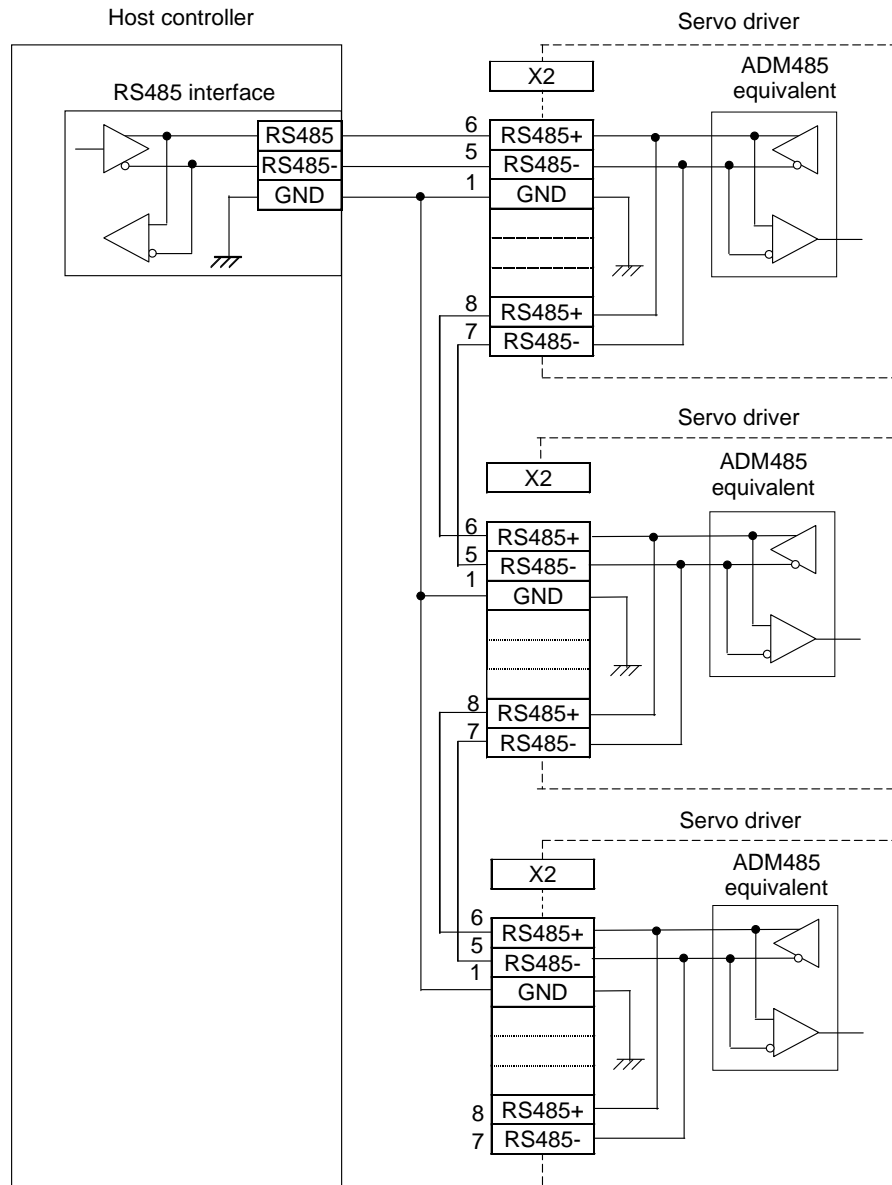 Host controller
Servo driver
X2
ADM485
equivalent
RS485 interface
RS485
RS485-
GND
6
5
1
RS485+
RS485-
GND
8
7
RS485+
RS485-
Servo driver
X2
ADM485
equivalent
6
5
1
RS485+
RS485-
GND
8
7
RS485+
RS485-
Servo driver
X2
ADM485
equivalent
6
5
1
RS485+
RS485-
GND
8
7
RS485+
RS485-